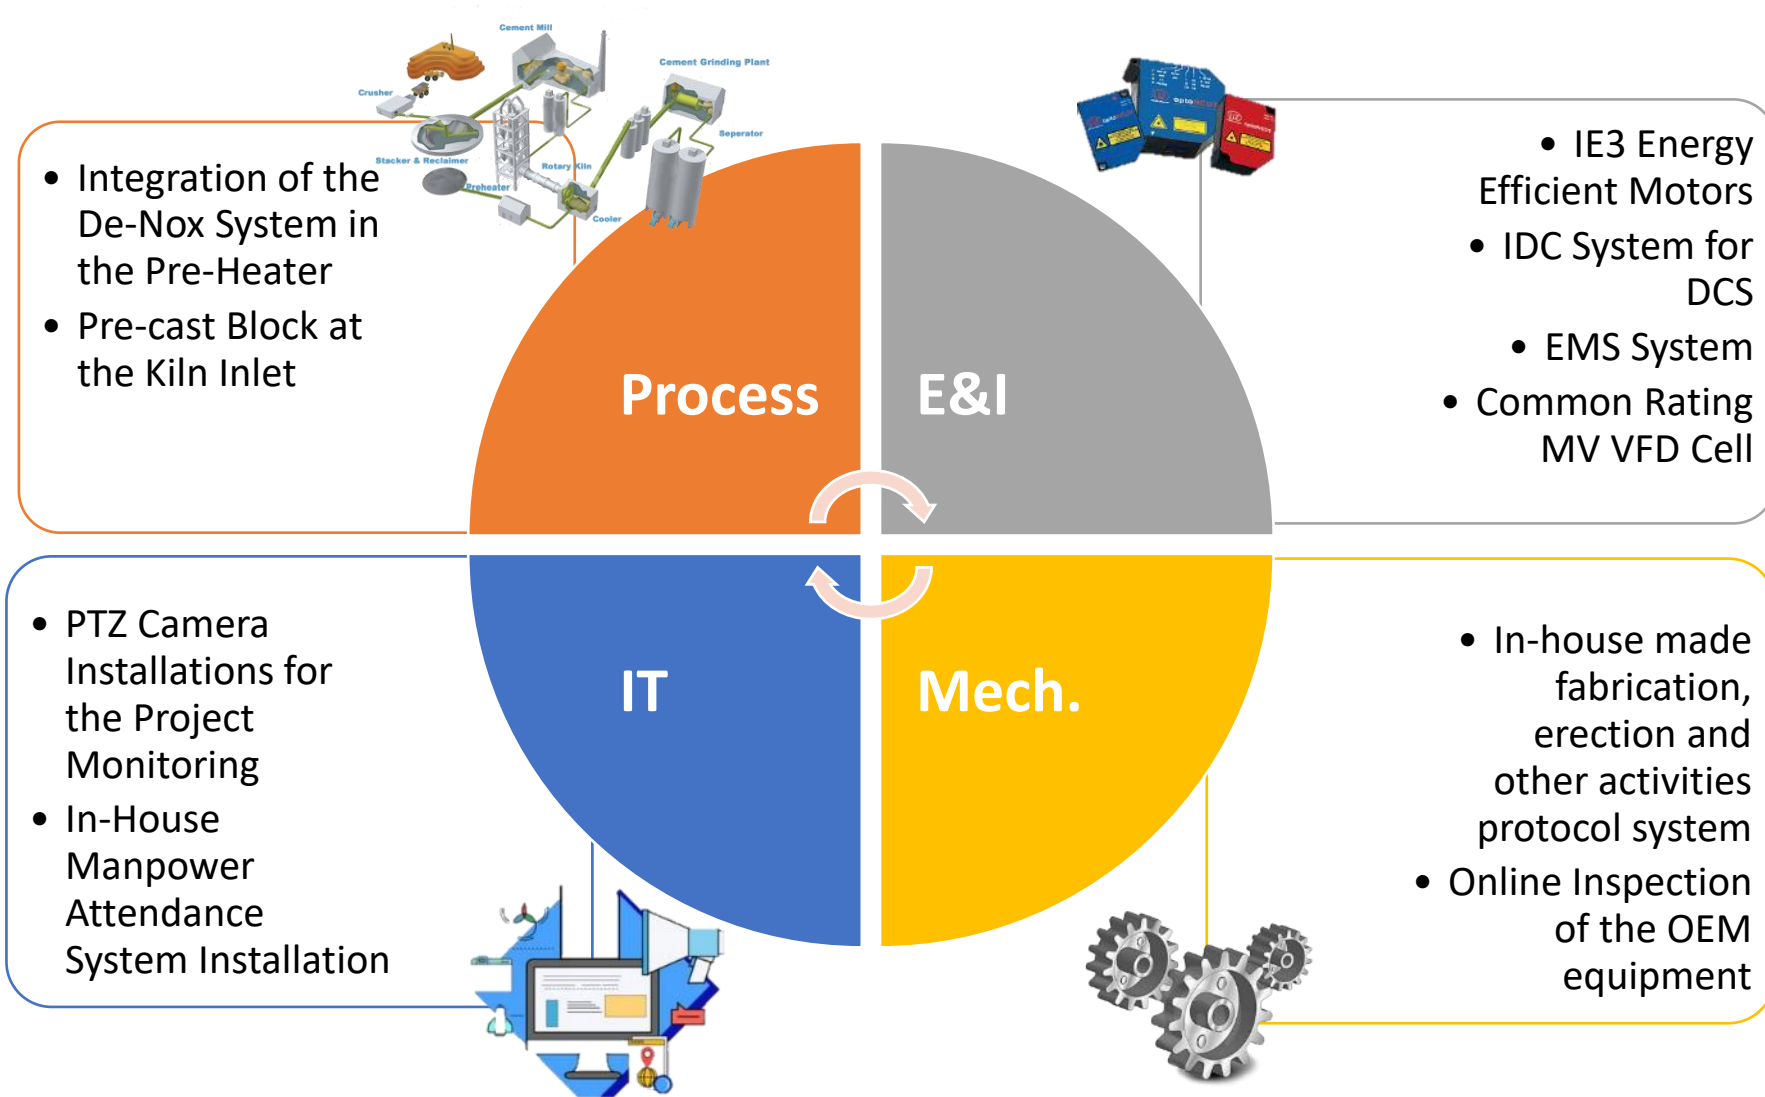 Cement Mill
Cement Grinding Plant
Crusher
Seperator
Stacker & Reclaimer
Rotary Kiln
Preheater
Cooler
• Integration of the
De-Nox System in
the Pre-Heater
• Pre-cast Block at
the Kiln Inlet
Process
E&I
• IE3 Energy
Efficient Motors
• IDC System for
DCS
• EMS System
• Common Rating
MV VFD Cell
• PTZ Camera
Installations for
the Project
Monitoring
• In-House
Manpower
Attendance
System Installation
IT
Mech.
• In-house made
fabrication,
erection and
other activities
protocol system
• Online Inspection
of the OEM
equipment